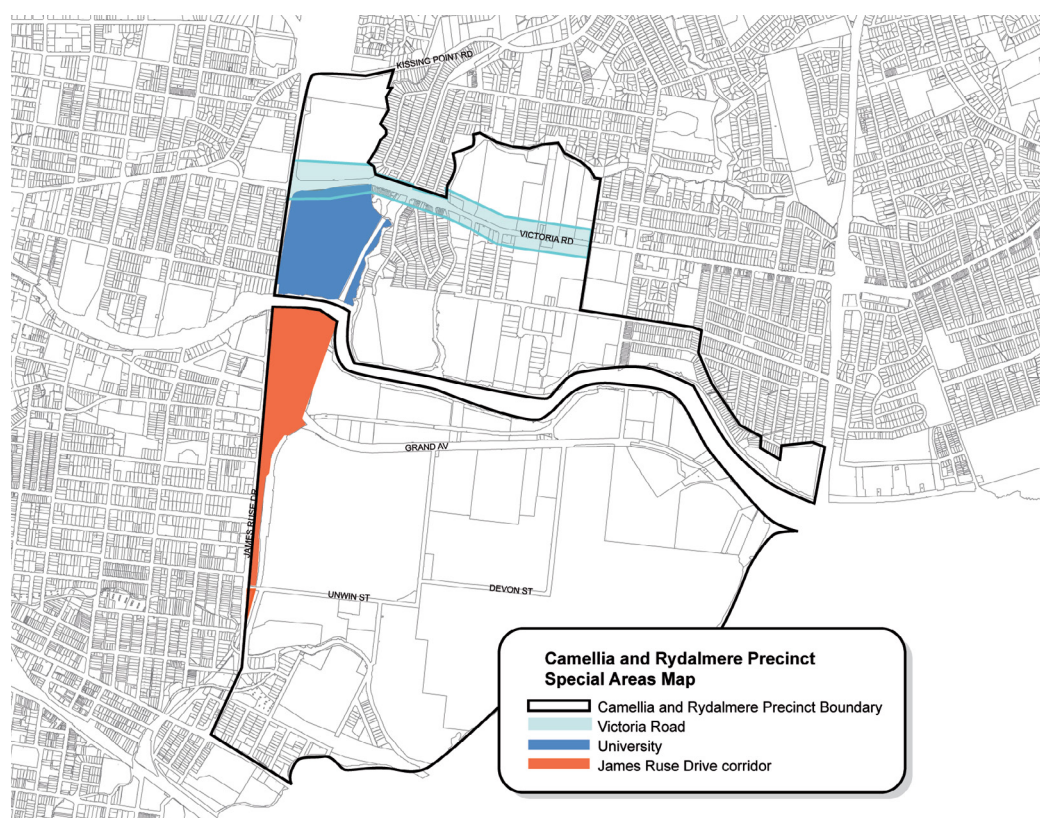 KISSING POINT RD
VICTORIA RD
GRAND AV
JAMES RUSE DR
UNWIN ST
DEVON ST
Camellia and Rydalmere Precinct
Special Areas Map
Camellia and Rydalmere Precinct Boundary
Victoria Road
University
James Ruse Drive corridor